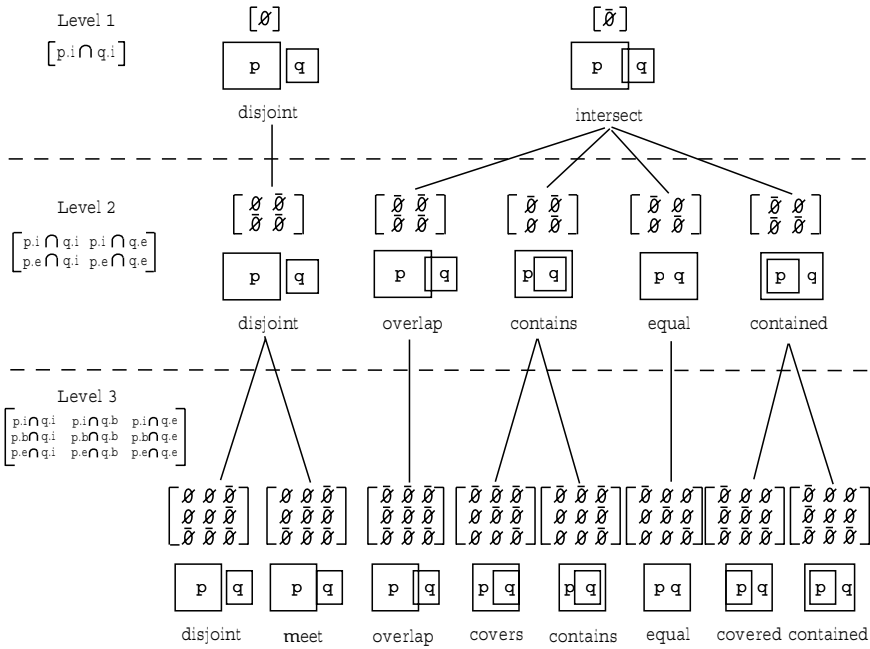 Level 1
[∅] [∅̄]
[p.i ∩ q.i]
p q p q
disjoint intersect
Level 2
∅ ∅̄ ∅̄ ∅̄ ∅̄ ∅̄ ∅̄ ∅ ∅̄ ∅
∅̄ ∅̄ ∅̄ ∅̄ ∅ ∅̄ ∅ ∅̄ ∅̄ ∅̄
p.i ∩ q.i p.i ∩ q.e
p.e ∩ q.i p.e ∩ q.e
p q p q p q p q p q
disjoint overlap contains equal contained
Level 3
p.i∩q.i p.i∩q.b p.i∩q.e
p.b∩q.i p.b∩q.b p.b∩q.e
p.e∩q.i p.e∩q.b p.e∩q.e
∅ ∅ ∅̄ ∅ ∅ ∅̄ ∅̄ ∅̄ ∅̄ ∅̄ ∅̄ ∅̄ ∅̄ ∅̄ ∅̄ ∅̄ ∅ ∅ ∅̄ ∅ ∅ ∅̄ ∅ ∅
∅ ∅ ∅̄ ∅ ∅̄ ∅̄ ∅̄ ∅̄ ∅̄ ∅ ∅̄ ∅̄ ∅ ∅ ∅̄ ∅ ∅̄ ∅ ∅̄ ∅̄ ∅ ∅̄ ∅ ∅
∅̄ ∅̄ ∅̄ ∅̄ ∅̄ ∅̄ ∅̄ ∅̄ ∅̄ ∅ ∅ ∅̄ ∅ ∅ ∅̄ ∅ ∅ ∅̄ ∅̄ ∅̄ ∅̄ ∅̄ ∅̄ ∅̄
p q p q p q p q p q p q p q p q
disjoint meet overlap covers contains equal covered contained